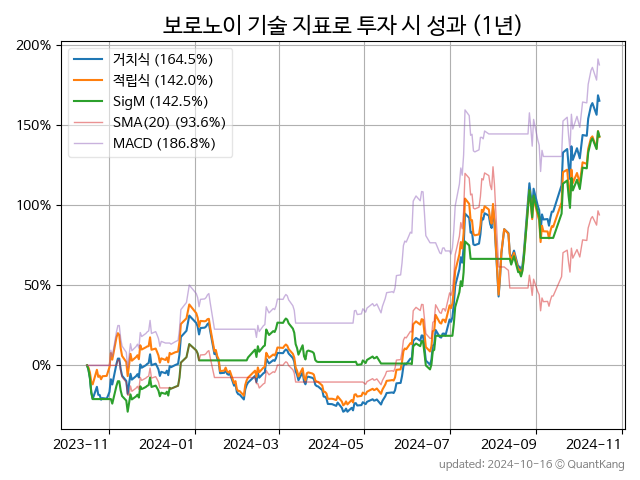 보로노이 기술 지표로 투자 시 성과 (1년)
200%
150%
100%
50%
0%
거치식 (164.5%)
적립식 (142.0%)
SigM (142.5%)
SMA(20) (93.6%)
MACD (186.8%)
2023-11 2024-01 2024-03 2024-05 2024-07 2024-09 2024-11
updated: 2024-10-16 © QuantKang